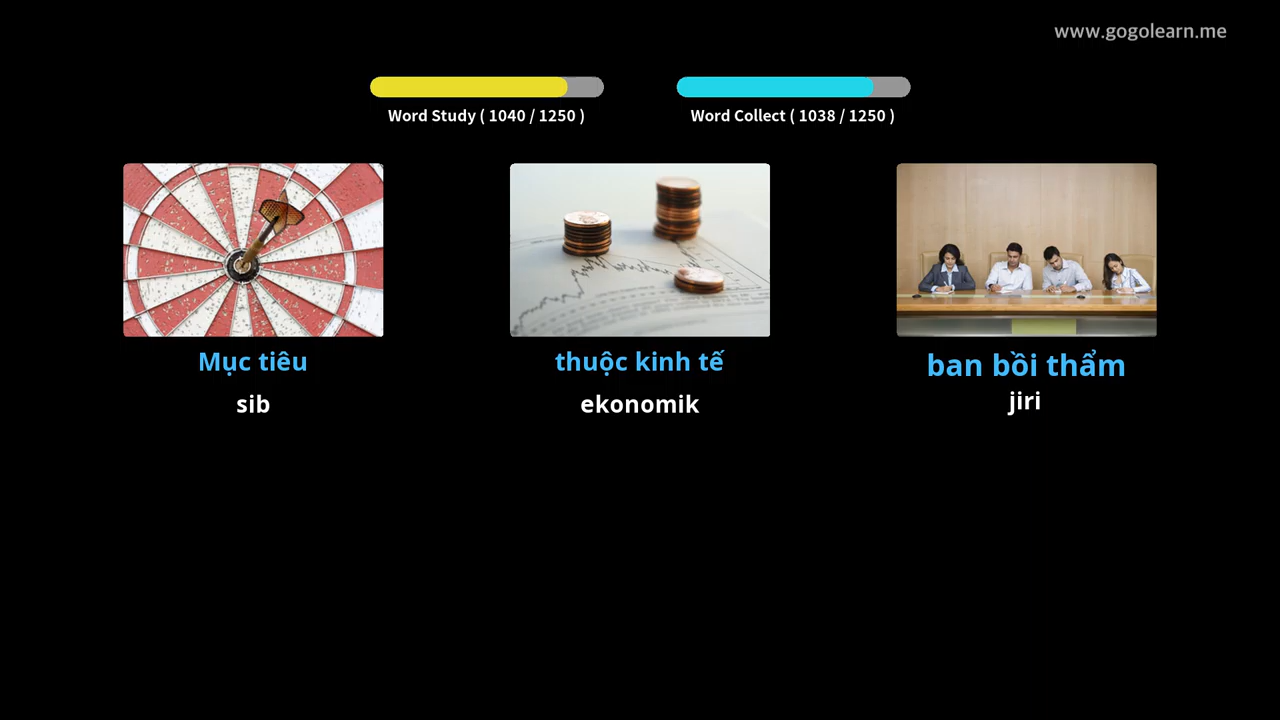 www.gogolearn.me
Word Study ( 1040 / 1250 )
Word Collect ( 1038 / 1250 )
Mục tiêu
sib
thuộc kinh tế
ekonomik
ban bồi thẩm
jiri